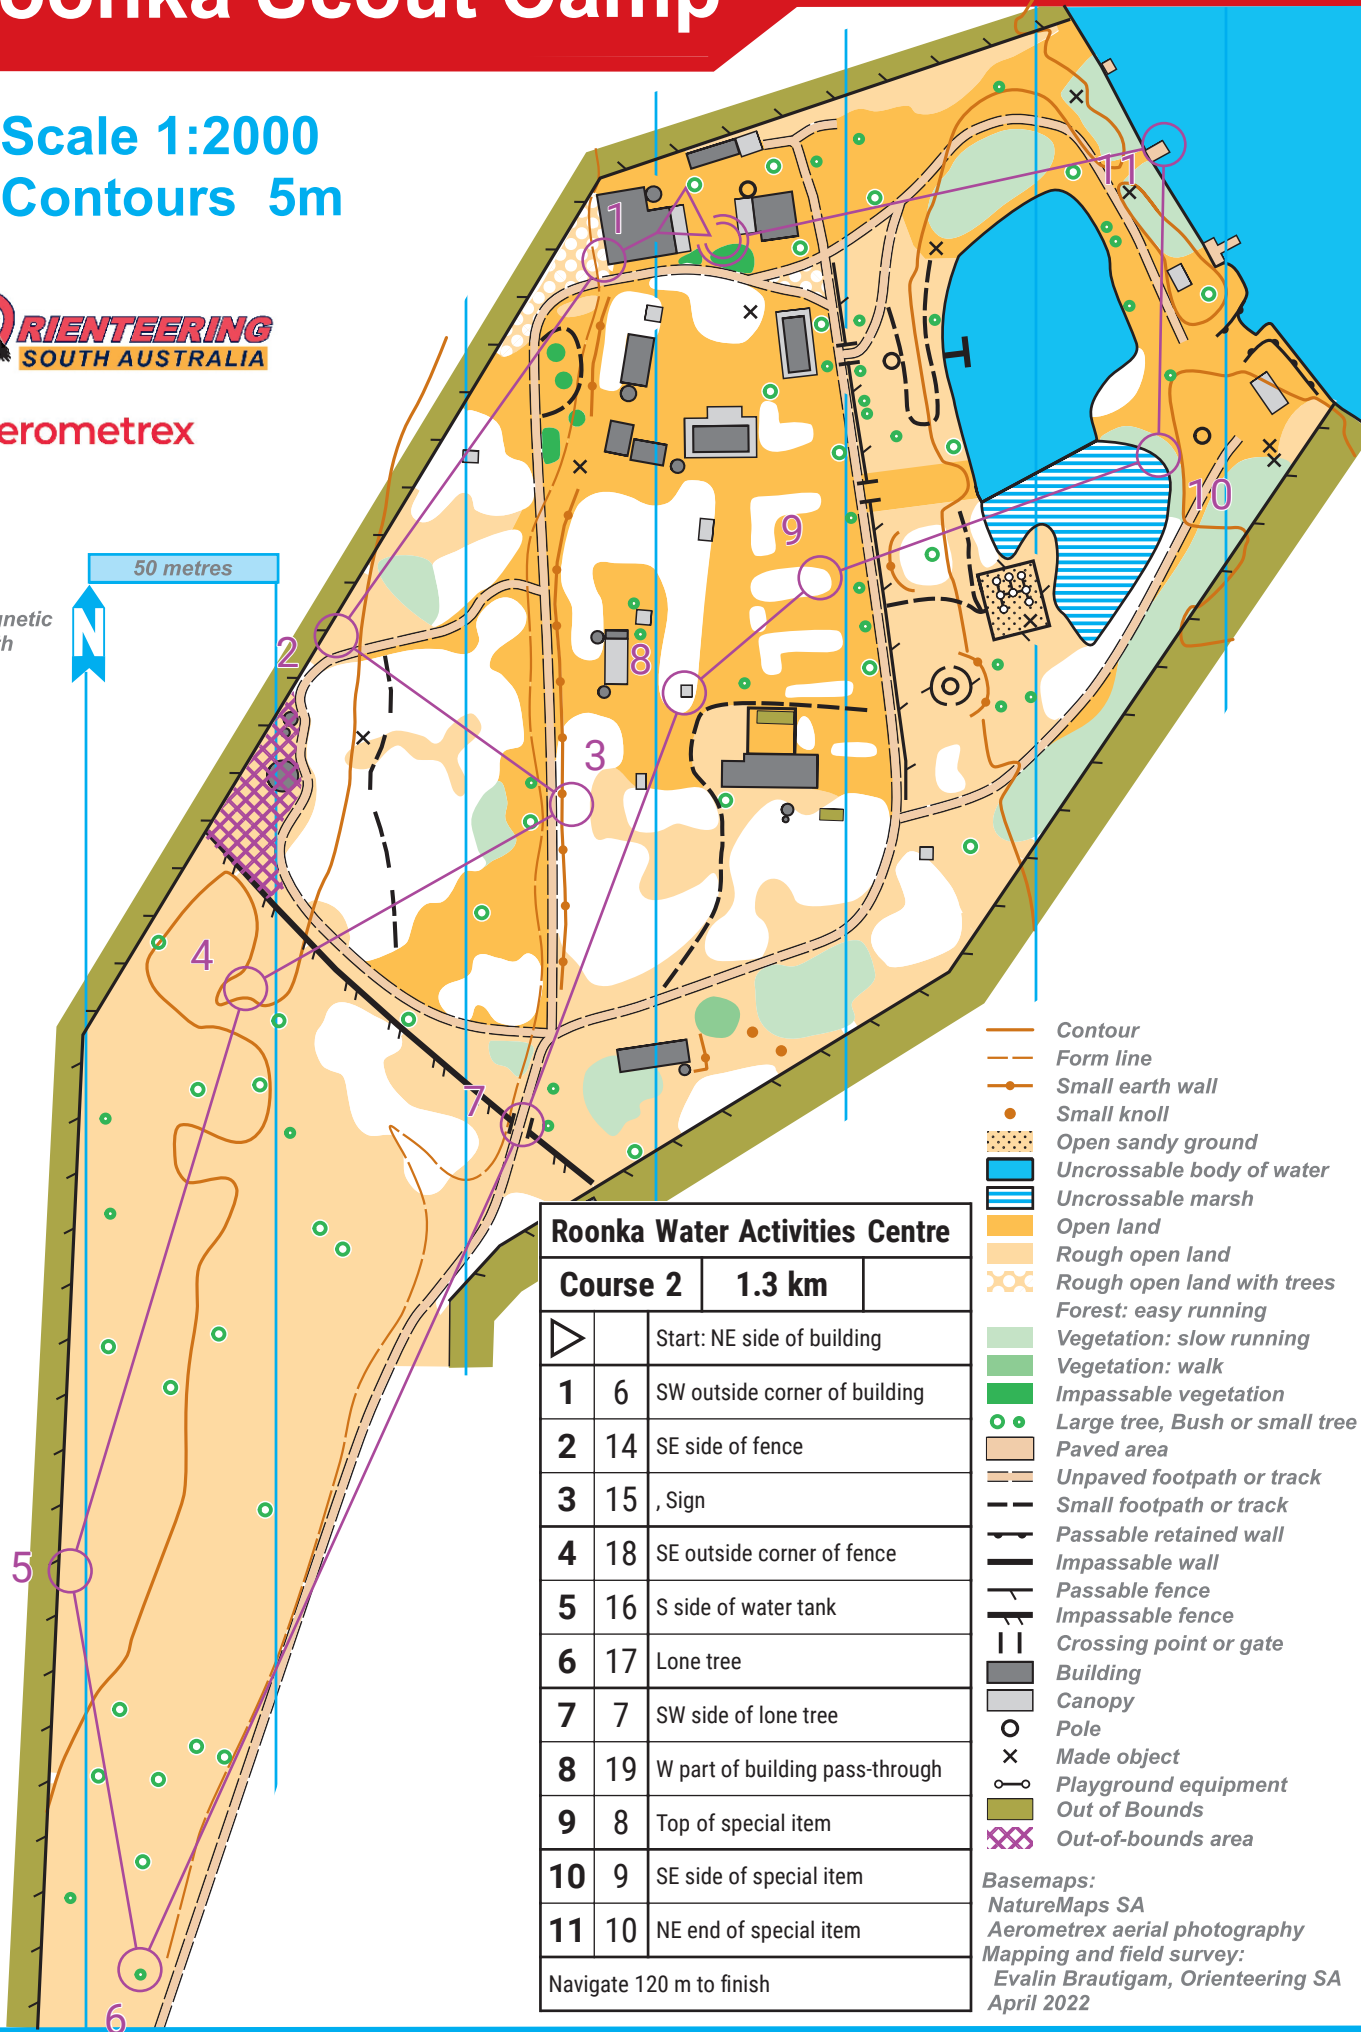 oonka Scout Camp
Scale 1:2000
Contours 5m
RIENTEERING
SOUTH AUSTRALIA
erometrex
50 metres
gnetic
th
N
1
2
3
4
5
6
7
8
9
10
11
Contour
Form line
Small earth wall
Small knoll
Open sandy ground
Uncrossable body of water
Uncrossable marsh
Open land
Rough open land
Rough open land with trees
Forest: easy running
Vegetation: slow running
Vegetation: walk
Impassable vegetation
Large tree, Bush or small tree
Paved area
Unpaved footpath or track
Small footpath or track
Passable retained wall
Impassable wall
Passable fence
Impassable fence
Crossing point or gate
Building
Canopy
Pole
Made object
Playground equipment
Out of Bounds
Out-of-bounds area
Roonka Water Activities Centre
Course 2 1.3 km
Start: NE side of building
1 6 SW outside corner of building
2 14 SE side of fence
3 15 , Sign
4 18 SE outside corner of fence
5 16 S side of water tank
6 17 Lone tree
7 7 SW side of lone tree
8 19 W part of building pass-through
9 8 Top of special item
10 9 SE side of special item
11 10 NE end of special item
Navigate 120 m to finish
Basemaps:
NatureMaps SA
Aerometrex aerial photography
Mapping and field survey:
Evalin Brautigam, Orienteering SA
April 2022